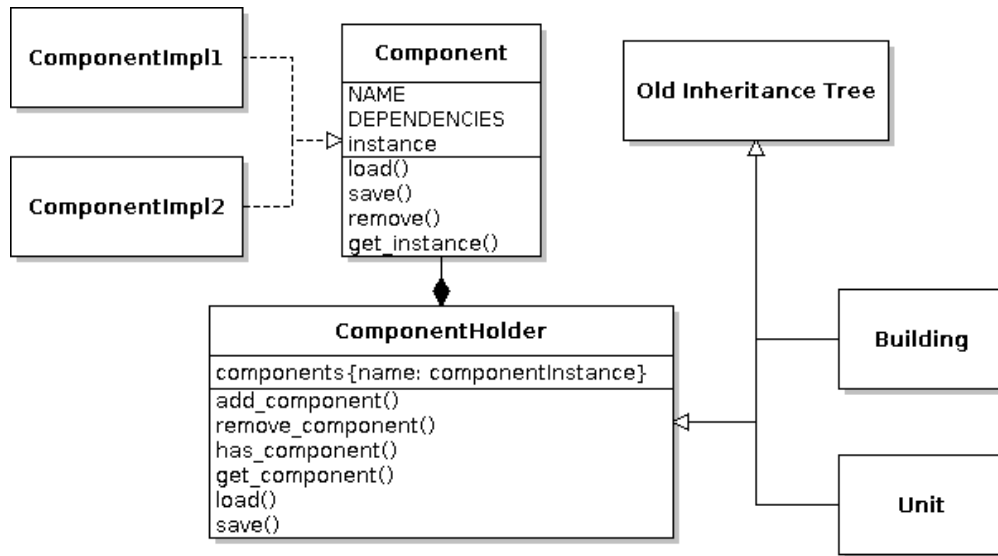 ComponentImpl1
ComponentImpl2
Component
NAME
DEPENDENCIES
instance
load()
save()
remove()
get_instance()
Old Inheritance Tree
ComponentHolder
components{name: componentInstance}
add_component()
remove_component()
has_component()
get_component()
load()
save()
Building
Unit